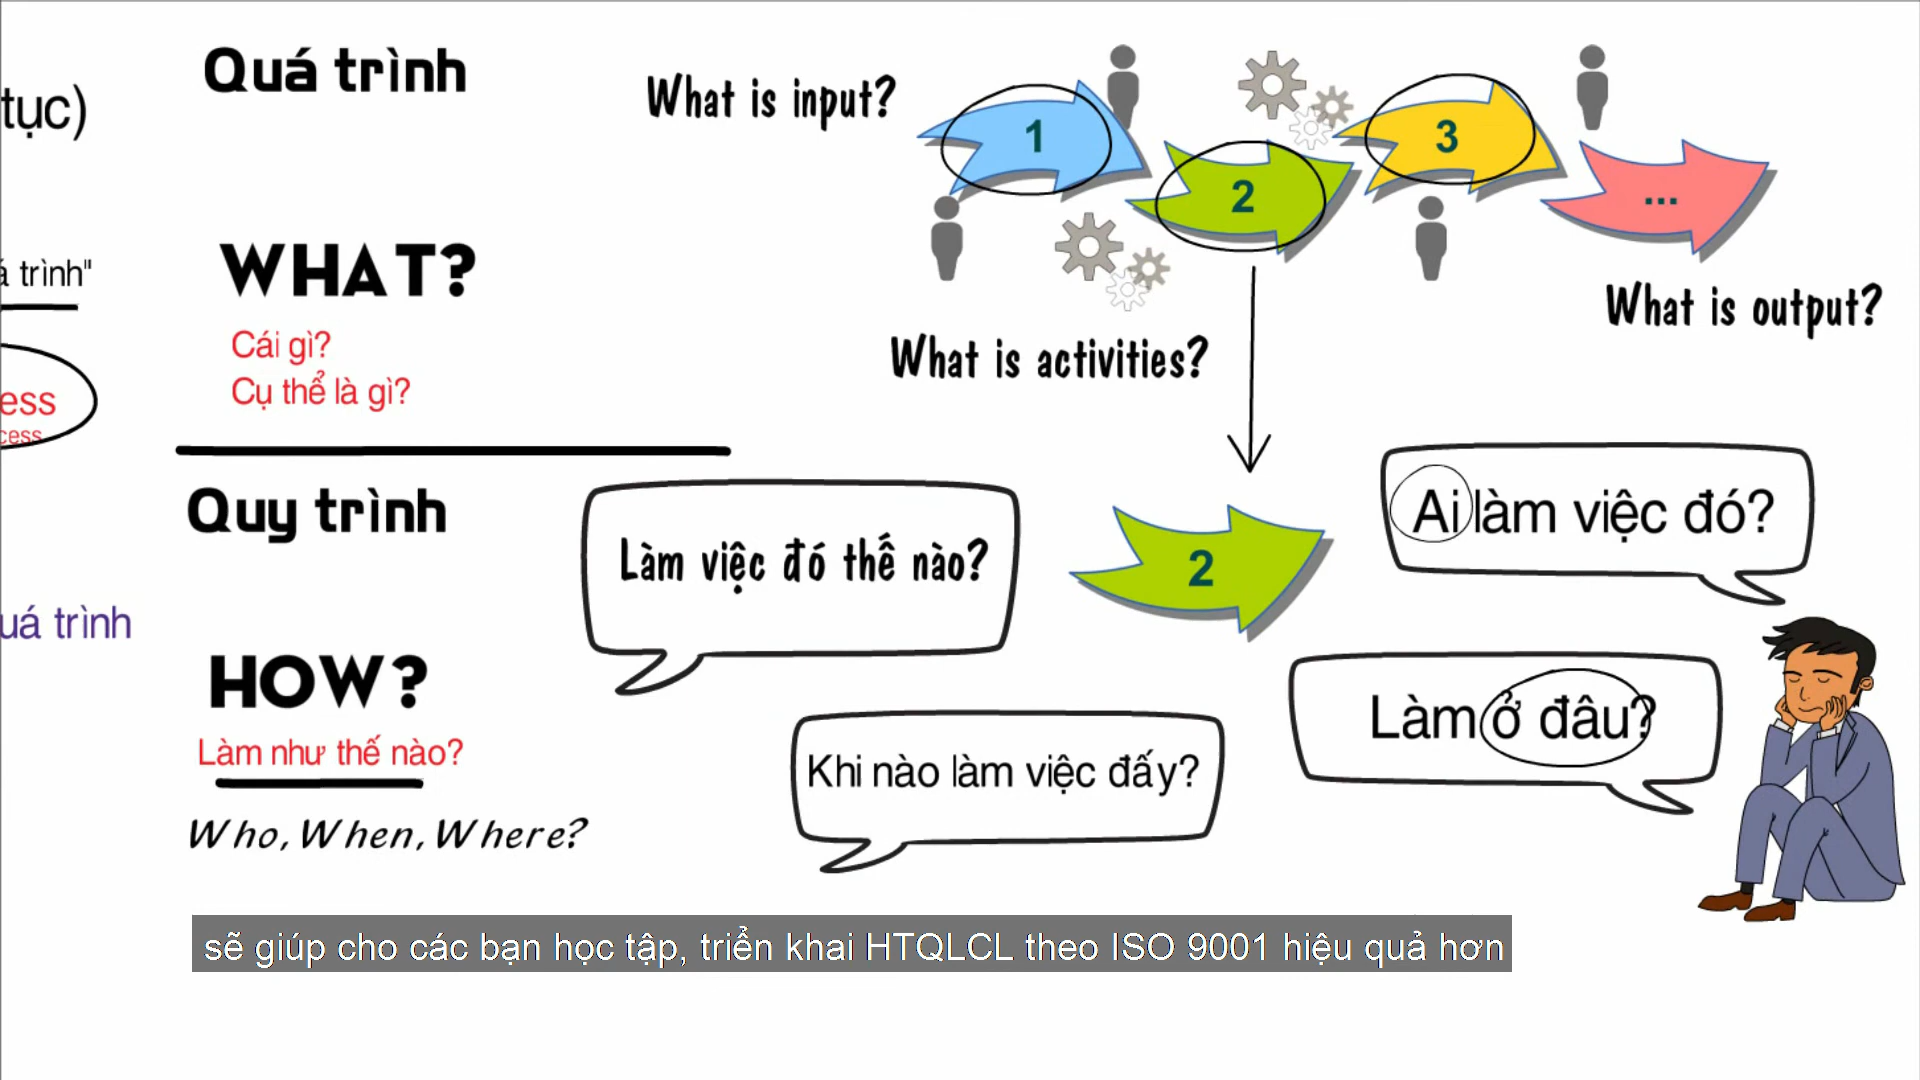 tục)
á trình"
ess
cess
uá trình
Quá trình
WHAT?
Cái gì?
Cụ thể là gì?
What is input?
1
2
3
...
What is activities?
What is output?
Quy trình
HOW?
Làm như thế nào?
Who, When, Where?
Làm việc đó thế nào?
2
Ai làm việc đó?
Khi nào làm việc đấy?
Làm ở đâu?
sẽ giúp cho các bạn học tập, triển khai HTQLCL theo ISO 9001 hiệu quả hơn